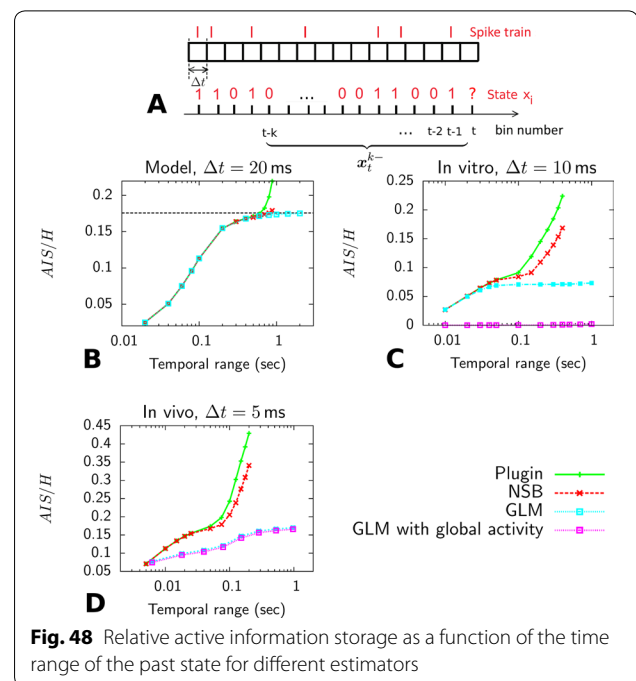 Spike train
Δt
A
1 1 0 1 0 ... 0 0 1 1 0 0 1 ? State x_i
t-k ... t-2 t-1 t bin number
x_t^{k-}
Model, Δt = 20 ms
0.2
0.15
0.1
0.05
AIS/H
0.01 0.1 1
Temporal range (sec)
B
In vitro, Δt = 10 ms
0.25
0.2
0.15
0.1
0.05
0
AIS/H
0.01 0.1 1
Temporal range (sec)
C
In vivo, Δt = 5 ms
0.45
0.4
0.35
0.3
0.25
0.2
0.15
0.1
0.05
AIS/H
0.01 0.1 1
Temporal range (sec)
D
Plugin
NSB
GLM
GLM with global activity
Fig. 48 Relative active information storage as a function of the time
range of the past state for different estimators